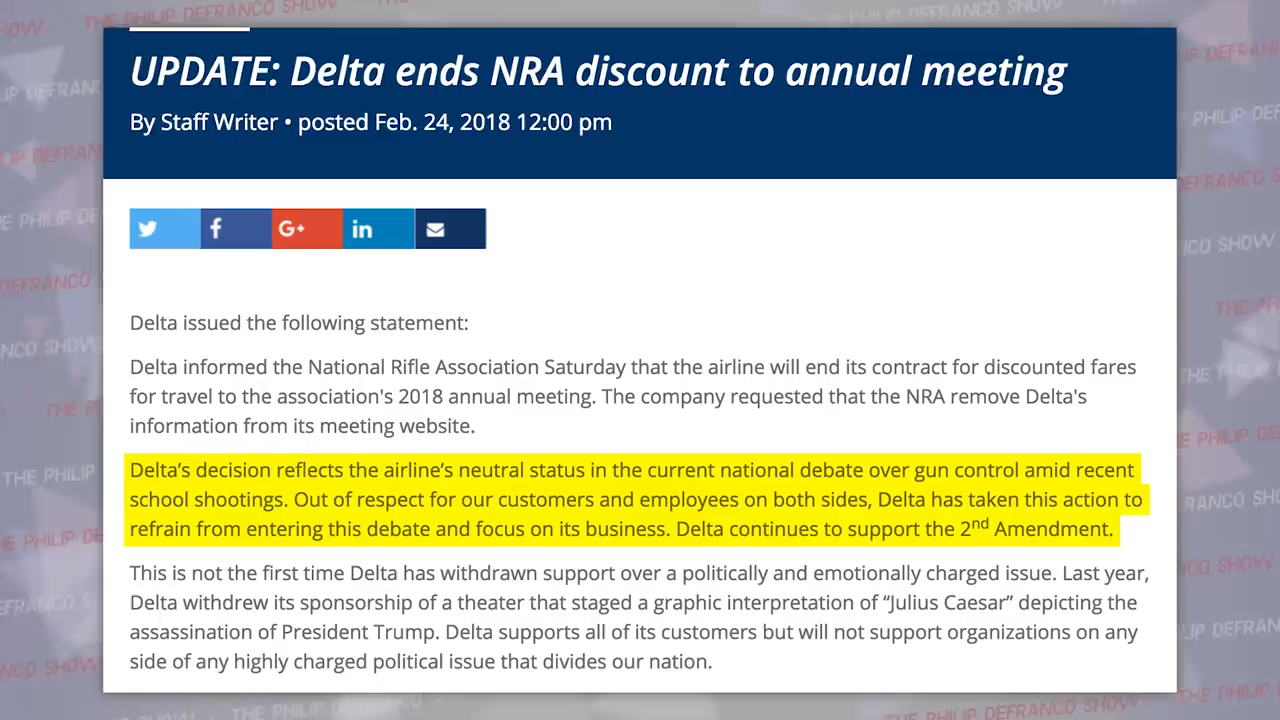 UPDATE: Delta ends NRA discount to annual meeting
By Staff Writer • posted Feb. 24, 2018 12:00 pm
Delta issued the following statement:
Delta informed the National Rifle Association Saturday that the airline will end its contract for discounted fares
for travel to the association's 2018 annual meeting. The company requested that the NRA remove Delta's
information from its meeting website.
Delta’s decision reflects the airline’s neutral status in the current national debate over gun control amid recent
school shootings. Out of respect for our customers and employees on both sides, Delta has taken this action to
refrain from entering this debate and focus on its business. Delta continues to support the 2nd Amendment.
This is not the first time Delta has withdrawn support over a politically and emotionally charged issue. Last year,
Delta withdrew its sponsorship of a theater that staged a graphic interpretation of “Julius Caesar” depicting the
assassination of President Trump. Delta supports all of its customers but will not support organizations on any
side of any highly charged political issue that divides our nation.
THE PHILIP DEFRANCO SHOW